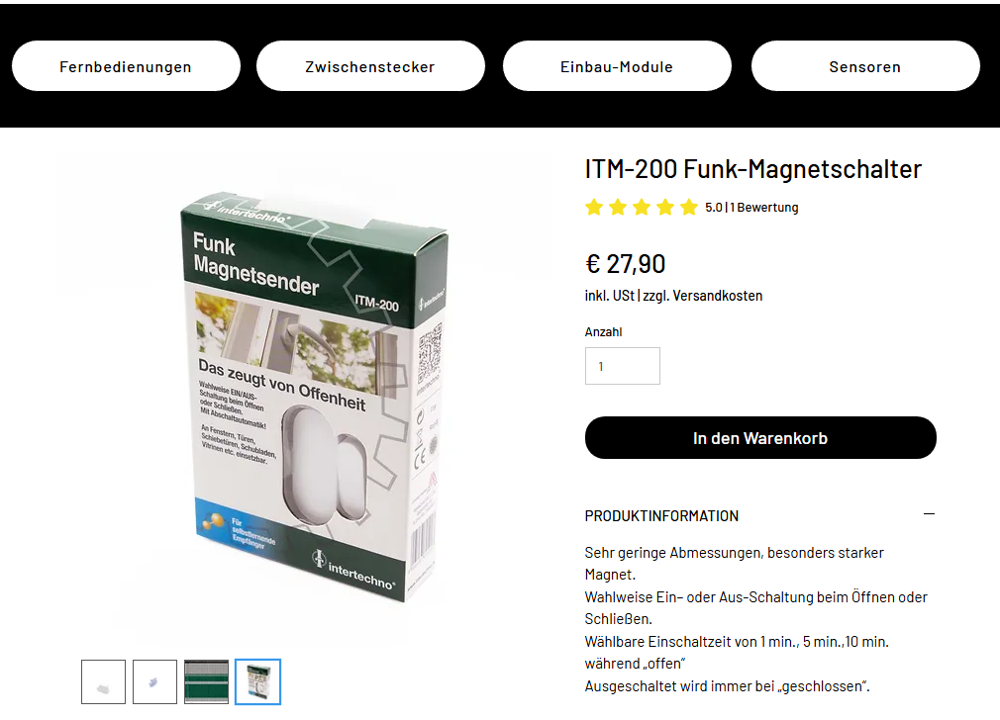 Fernbedienungen
Zwischenstecker
Einbau-Module
Sensoren
ITM-200 Funk-Magnetschalter
5.0 | 1 Bewertung
€ 27,90
inkl. USt | zzgl. Versandkosten
Anzahl
1
In den Warenkorb
PRODUKTINFORMATION
Sehr geringe Abmessungen, besonders starker
Magnet.
Wahlweise Ein– oder Aus-Schaltung beim Öffnen oder
Schließen.
Wählbare Einschaltzeit von 1 min., 5 min.,10 min.
während „offen“
Ausgeschaltet wird immer bei „geschlossen“.
intertechno®
Funk
Magnetsender
ITM-200
intertechno®
intertechno
Das zeugt von Offenheit
Wahlweise EIN/AUS-
Schaltung beim Öffnen
oder Schließen.
Mit Abschaltautomatik!
An Fenstern, Türen,
Schiebetüren, Schubladen,
Vitrinen etc. einsetzbar.
CE
Für
selbstlernende
Empfänger
intertechno®